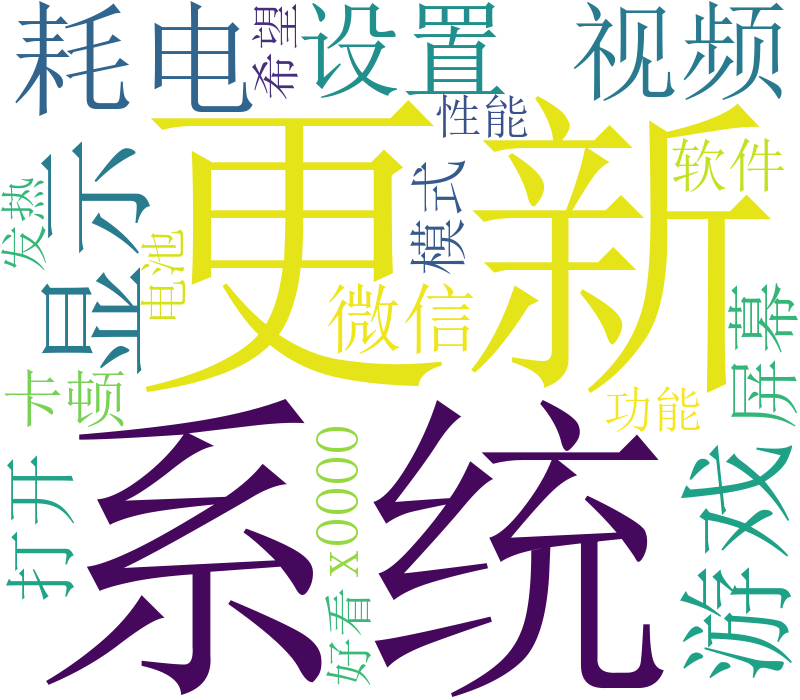 耗电
希望
设置
视频
更新
性能
软件
模式
显示
发热
电池
微信
屏幕
卡顿
功能
系统
打开
x0000
好看
游戏